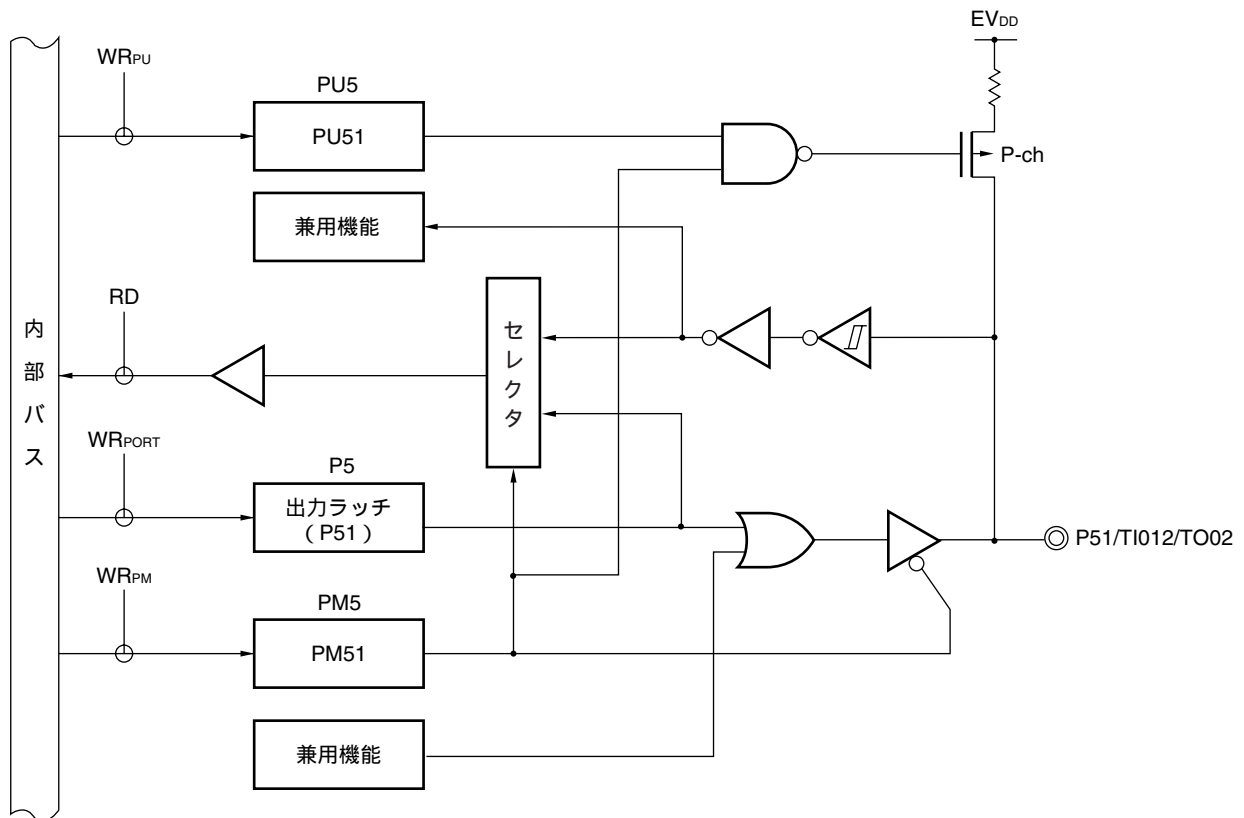 EVDD
WRPU
PU5
PU51
P-ch
兼用機能
RD
セレクタ
内部バス
WRPORT
P5
出力ラッチ
（P51）
P51/TI012/TO02
WRPM
PM5
PM51
兼用機能